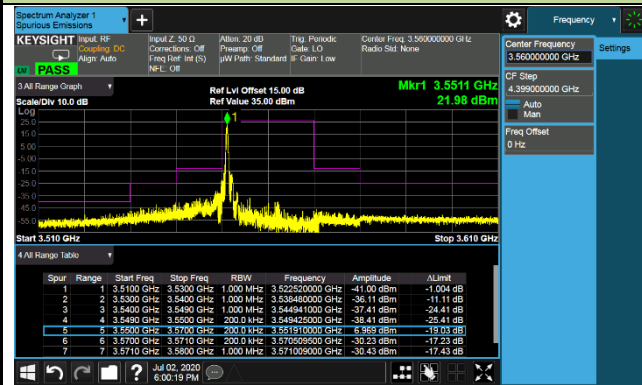 Spectrum Analyzer 1
Spurious Emissions
Frequency
KEYSIGHT
Input: RF
Coupling: DC
Align: Auto
Input Z: 50 Ω
Corrections: Off
Freq Ref: Int (S)
NFE: Off
Atten: 20 dB
Preamp: Off
µW Path: Standard
Trig: Periodic
Gate: LO
IF Gain: Low
Center Freq: 3.560000000 GHz
Radio Std: None
PASS
Center Frequency
3.560000000 GHz
Settings
CF Step
4.399000000 GHz
Auto
Man
Freq Offset
0 Hz
3 All Range Graph
Ref Lvl Offset 15.00 dB
Mkr1 3.5511 GHz
Scale/Div 10.0 dB
Ref Value 35.00 dBm
21.98 dBm
Log
25.0
15.0
5.00
-5.00
-15.0
-25.0
-35.0
-45.0
-55.0
1
Start 3.510 GHz
Stop 3.610 GHz
4 All Range Table
Spur Range Start Freq Stop Freq RBW Frequency Amplitude ΔLimit
1 1 3.5100 GHz 3.5300 GHz 1.000 MHz 3.522520000 GHz -41.00 dBm -1.004 dB
2 2 3.5300 GHz 3.5400 GHz 1.000 MHz 3.538480000 GHz -36.11 dBm -11.11 dB
3 3 3.5400 GHz 3.5490 GHz 1.000 MHz 3.544941000 GHz -37.41 dBm -24.41 dB
4 4 3.5490 GHz 3.5500 GHz 200.0 kHz 3.549425000 GHz -38.41 dBm -25.41 dB
5 5 3.5500 GHz 3.5700 GHz 200.0 kHz 3.551910000 GHz 6.969 dBm -19.03 dB
6 6 3.5700 GHz 3.5710 GHz 200.0 kHz 3.570509500 GHz -30.23 dBm -17.23 dB
7 7 3.5710 GHz 3.5800 GHz 1.000 MHz 3.571009000 GHz -30.43 dBm -17.43 dB
Jul 02, 2020
6:00:19 PM